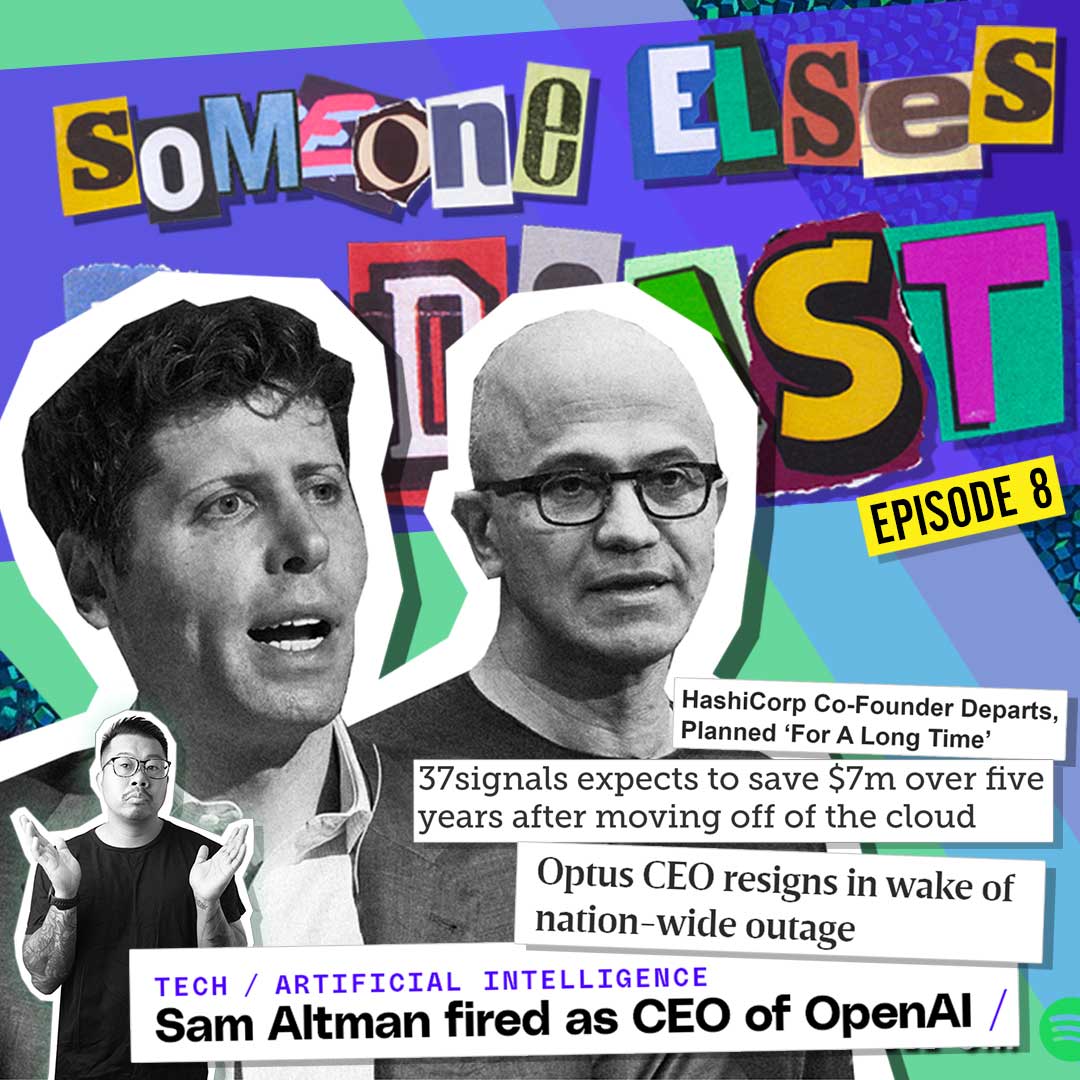 SOMEONE ELSES
EPISODE 8
HashiCorp Co-Founder Departs,
Planned ‘For A Long Time’
37signals expects to save $7m over five
years after moving off of the cloud
Optus CEO resigns in wake of
nation-wide outage
TECH / ARTIFICIAL INTELLIGENCE
Sam Altman fired as CEO of OpenAI /